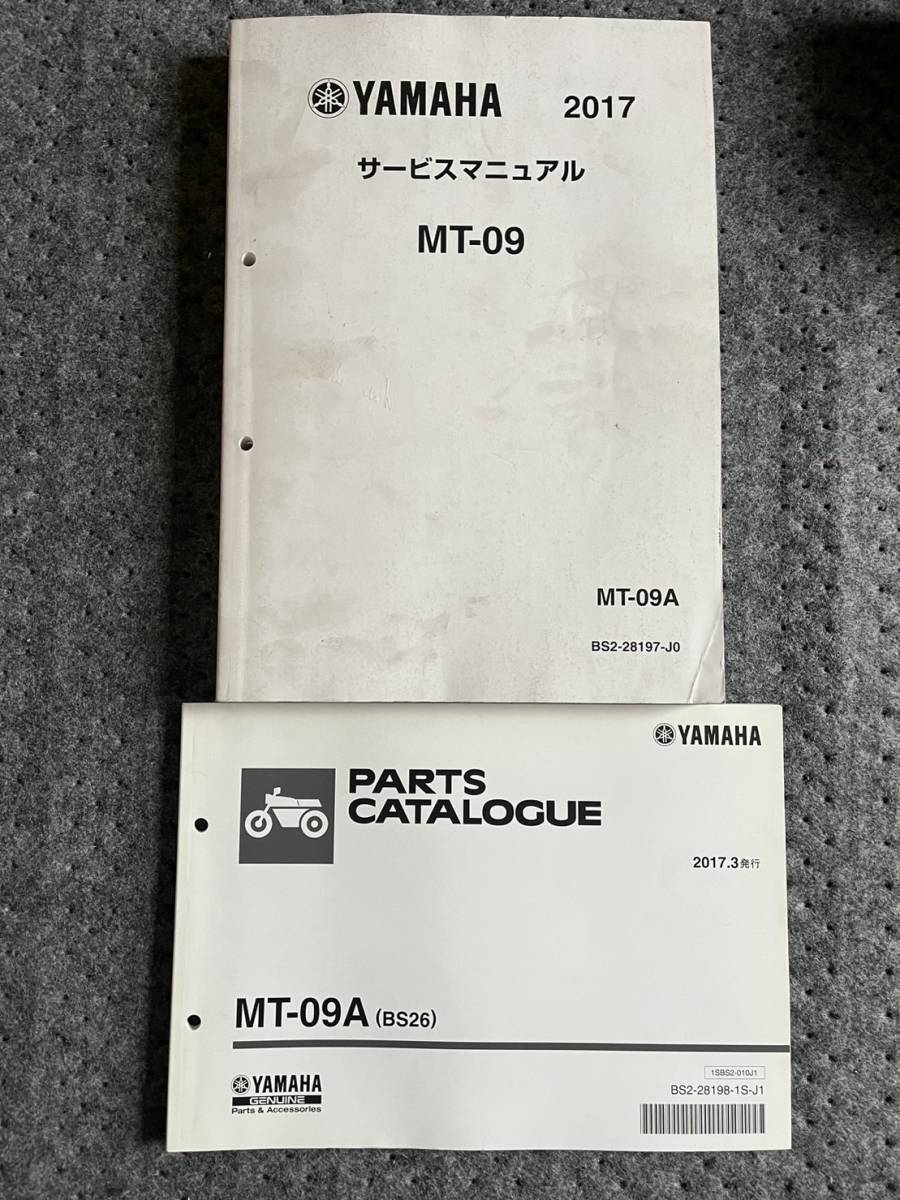 YAMAHA 2017
サービスマニュアル
MT-09
MT-09A
BS2-28197-J0
YAMAHA
PARTS
CATALOGUE
2017.3発行
MT-09A (BS26)
1SBS2-010J1
BS2-28198-1S-J1
YAMAHA
GENUINE
Parts & Accessories